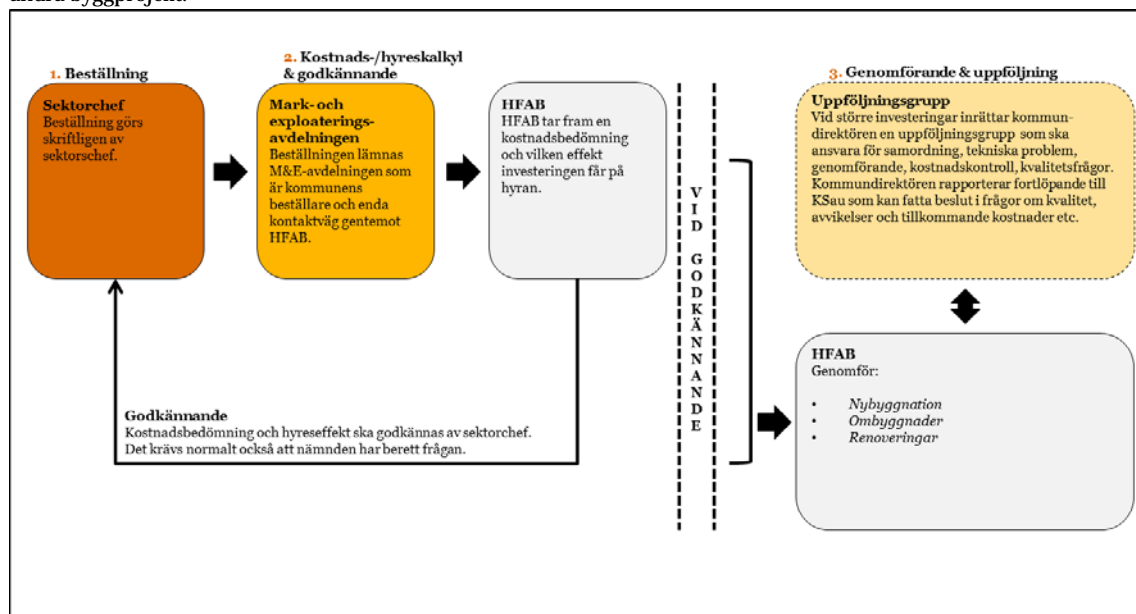 andra byggprojekt.
1. Beställning
Sektorchef
Beställning görs
skriftligen av
sektorschef.
2. Kostnads-/hyreskalkyl
& godkännande
Mark- och
exploaterings-
avdelningen
Beställningen lämnas
M&E-avdelningen som
är kommunens
beställare och enda
kontaktväg gentemot
HFAB.
HFAB
HFAB tar fram en
kostnadsbedömning
och vilken effekt
investeringen får på
hyran.
Godkännande
Kostnadsbedömning och hyreseffekt ska godkännas av sektorchef.
Det krävs normalt också att nämnden har berett frågan.
V
I
D
G
O
D
K
Ä
N
N
A
N
D
E
3. Genomförande & uppföljning
Uppföljningsgrupp
Vid större investeringar inrättar kommun-
direktören en uppföljningsgrupp som ska
ansvara för samordning, tekniska problem,
genomförande, kostnadskontroll, kvalitetsfrågor.
Kommundirektören rapporterar fortlöpande till
KSau som kan fatta beslut i frågor om kvalitet,
avvikelser och tillkommande kostnader etc.
HFAB
Genomför:
• Nybyggnation
• Ombyggnader
• Renoveringar